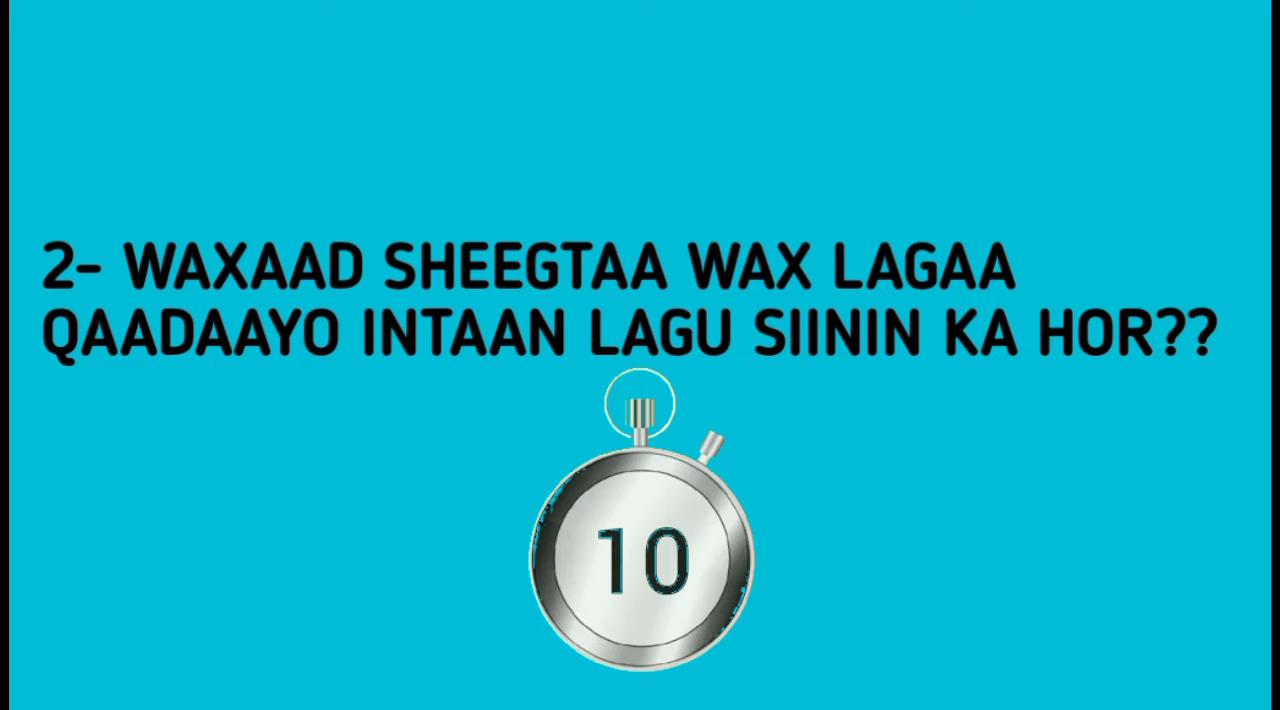 2- WAXAAD SHEEGTAA WAX LAGAA
QAADAAYO INTAAN LAGU SIININ KA HOR??
10